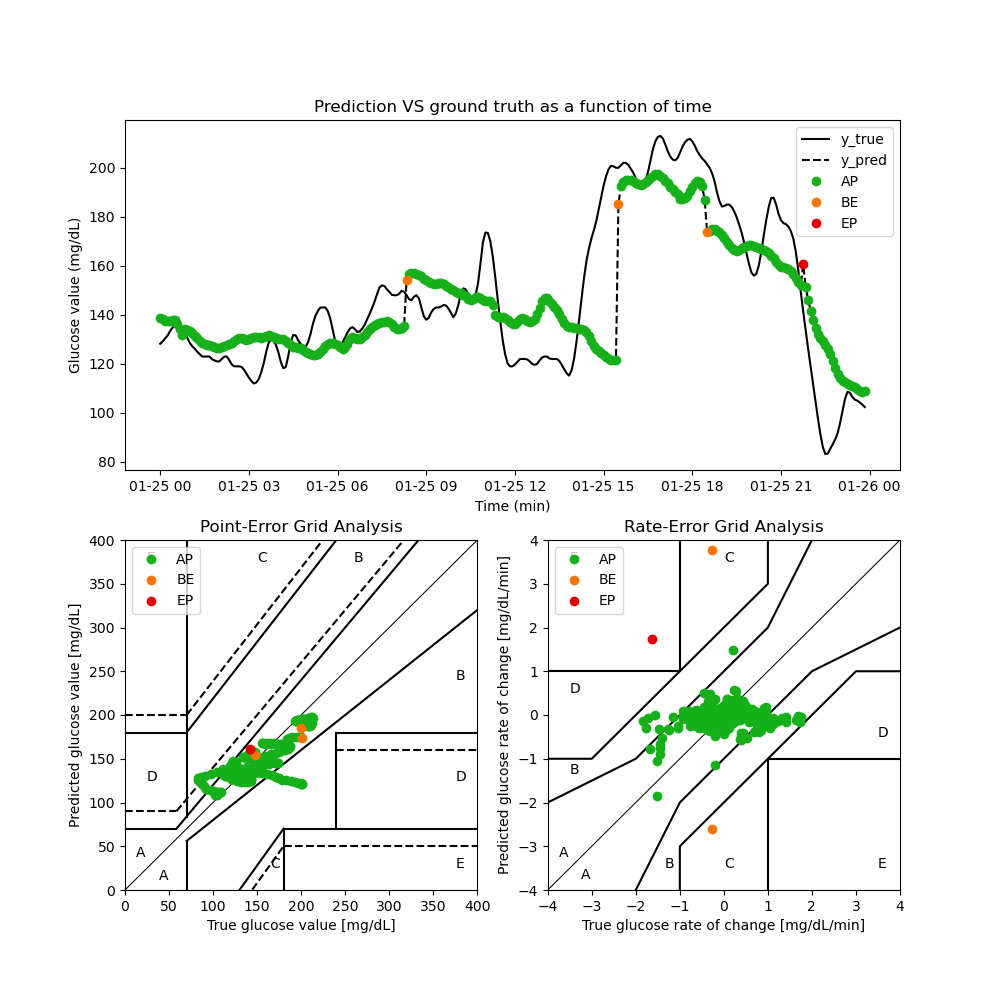 Prediction VS ground truth as a function of time
Glucose value (mg/dL)
200
180
160
140
120
100
80
y_true
y_pred
AP
BE
EP
01-25 00 01-25 03 01-25 06 01-25 09 01-25 12 01-25 15 01-25 18 01-25 21 01-26 00
Time (min)
Point-Error Grid Analysis
Predicted glucose value [mg/dL]
400
350
300
250
200
150
100
50
0
AP
BE
EP
C
B
B
D
D
A
A
C
E
0 50 100 150 200 250 300 350 400
True glucose value [mg/dL]
Rate-Error Grid Analysis
Predicted glucose rate of change [mg/dL/min]
4
3
2
1
0
−1
−2
−3
−4
AP
BE
EP
C
D
D
B
A
A
B
C
E
−4 −3 −2 −1 0 1 2 3 4
True glucose rate of change [mg/dL/min]